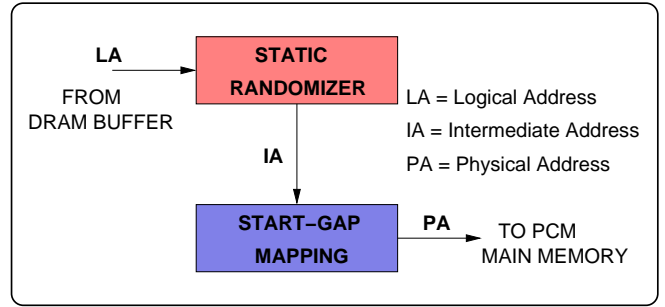 LA
FROM
DRAM BUFFER
STATIC
RANDOMIZER
LA = Logical Address
IA = Intermediate Address
PA = Physical Address
IA
START−GAP
MAPPING
PA
TO PCM
MAIN MEMORY